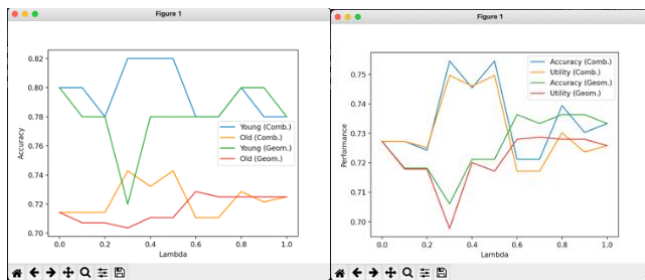 Figure 1
0.82
0.80
0.78
0.76
0.74
0.72
0.70
Accuracy
Young (Comb.)
Old (Comb.)
Young (Geom.)
Old (Geom.)
0.0 0.2 0.4 0.6 0.8 1.0
Lambda
Figure 1
0.75
0.74
0.73
0.72
0.71
0.70
Performance
Accuracy (Comb.)
Utility (Comb.)
Accuracy (Geom.)
Utility (Geom.)
0.0 0.2 0.4 0.6 0.8 1.0
Lambda